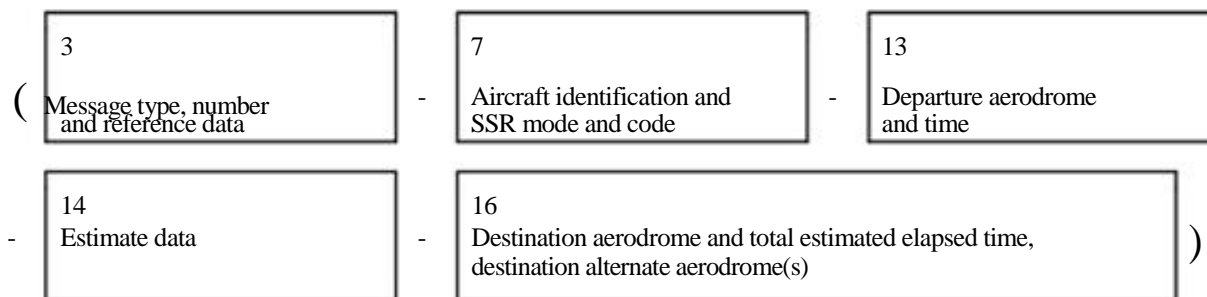 3
7
13
( Message type, number
and reference data
- Aircraft identification and
SSR mode and code
- Departure aerodrome
and time
14
16
- Estimate data
- Destination aerodrome and total estimated elapsed time,
destination alternate aerodrome(s)
)